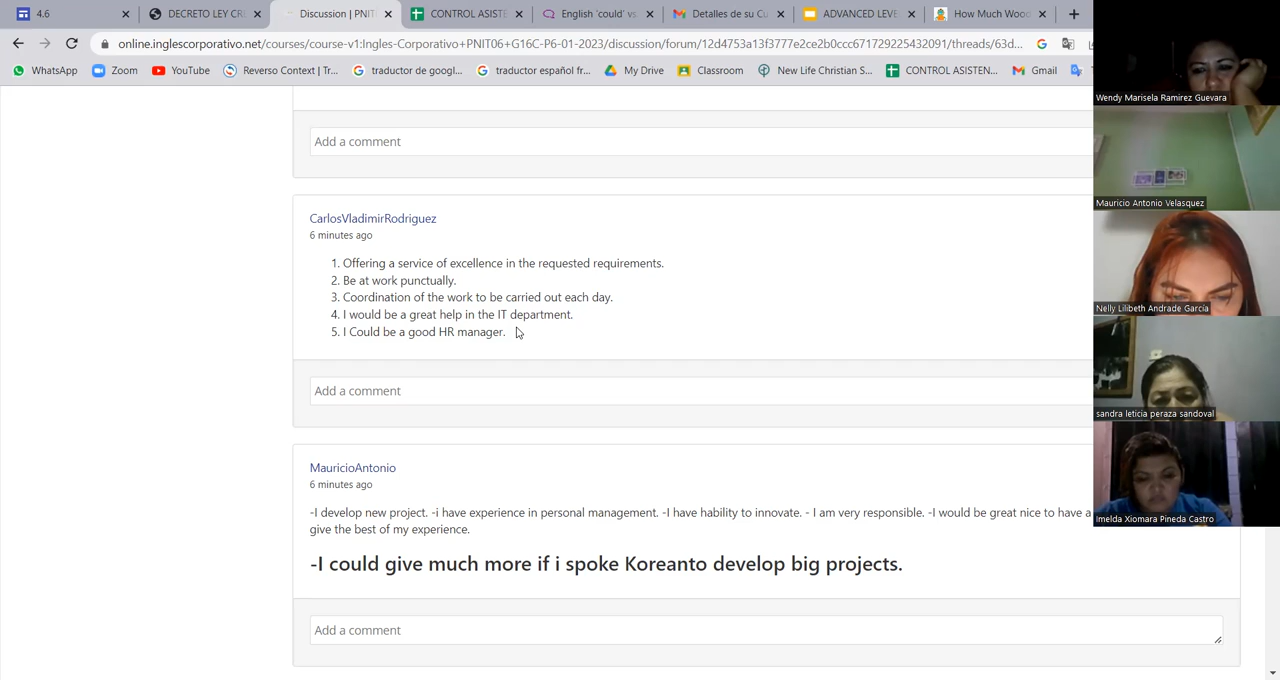 4.6
DECRETO LEY CR
Discussion | PNIT
CONTROL ASISTE
English 'could' vs.
Detalles de su Cu
ADVANCED LEVE
How Much Woo
online.inglescorporativo.net/courses/course-v1:Ingles-Corporativo+PNIT06+G16C-P6-01-2023/discussion/forum/12d4753a13f3777e2ce2b0ccc671729225432091/threads/63d...
WhatsApp
Zoom
YouTube
Reverso Context | Tr...
traductor de googl...
traductor español fr...
My Drive
Classroom
New Life Christian S...
CONTROL ASISTEN...
Gmail
Add a comment
CarlosVladimirRodriguez
6 minutes ago
1. Offering a service of excellence in the requested requirements.
2. Be at work punctually.
3. Coordination of the work to be carried out each day.
4. I would be a great head of the IT department.
5. I Could be a good HR manager.
Add a comment
MauricioAntonio
6 minutes ago
-I develop new project. -i have experience in personal management. -I have hability to innovate. - I am very responsible. -I would be great nice to have a
give the best of my experience.
-I could give much more if i spoke Koreanto develop big projects.
Add a comment
Wendy Marisela Ramirez Guevara
Mauricio Antonio Velasquez
Nelly Lilibeth Andrade García
sandra leticia peraza sandoval
Imelda Xiomara Pineda Castro